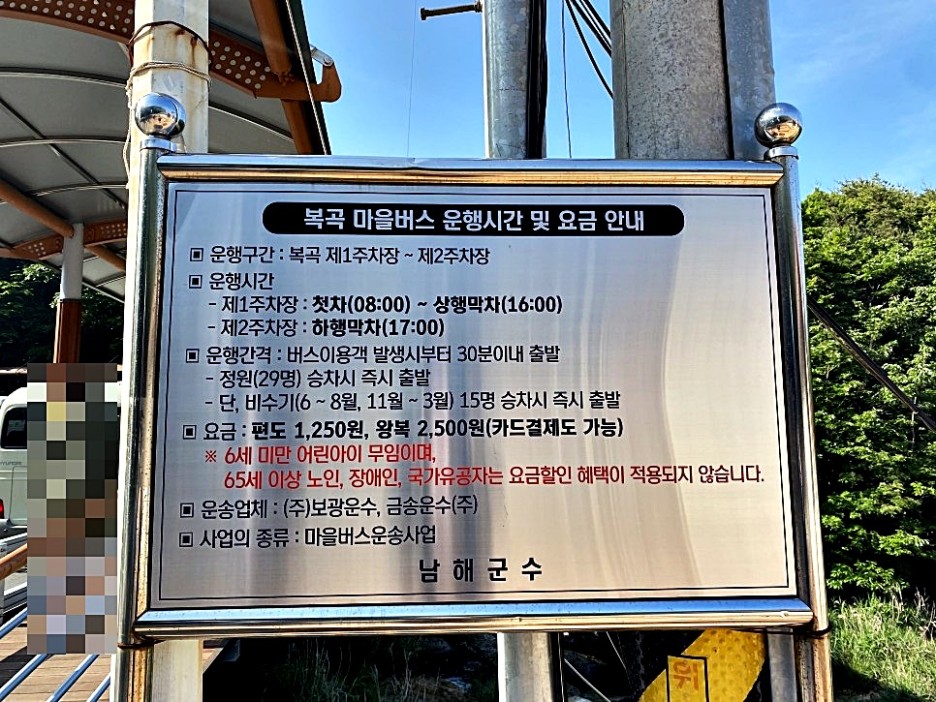 복곡 마을버스 운행시간 및 요금 안내
▣ 운행구간 : 복곡 제1주차장 ~ 제2주차장
▣ 운행시간
- 제1주차장 : 첫차(08:00) ~ 상행막차(16:00)
- 제2주차장 : 하행막차(17:00)
▣ 운행간격 : 버스이용객 발생시부터 30분이내 출발
- 정원(29명) 승차시 즉시 출발
- 단, 비수기(6 ~ 8월, 11월 ~ 3월) 15명 승차시 즉시 출발
▣ 요금 : 편도 1,250원, 왕복 2,500원(카드결제도 가능)
※ 6세 미만 어린아이 무임이며,
65세 이상 노인, 장애인, 국가유공자는 요금할인 혜택이 적용되지 않습니다.
▣ 운송업체 : (주)보광운수, 금송운수(주)
▣ 사업의 종류 : 마을버스운송사업
남해군수
위